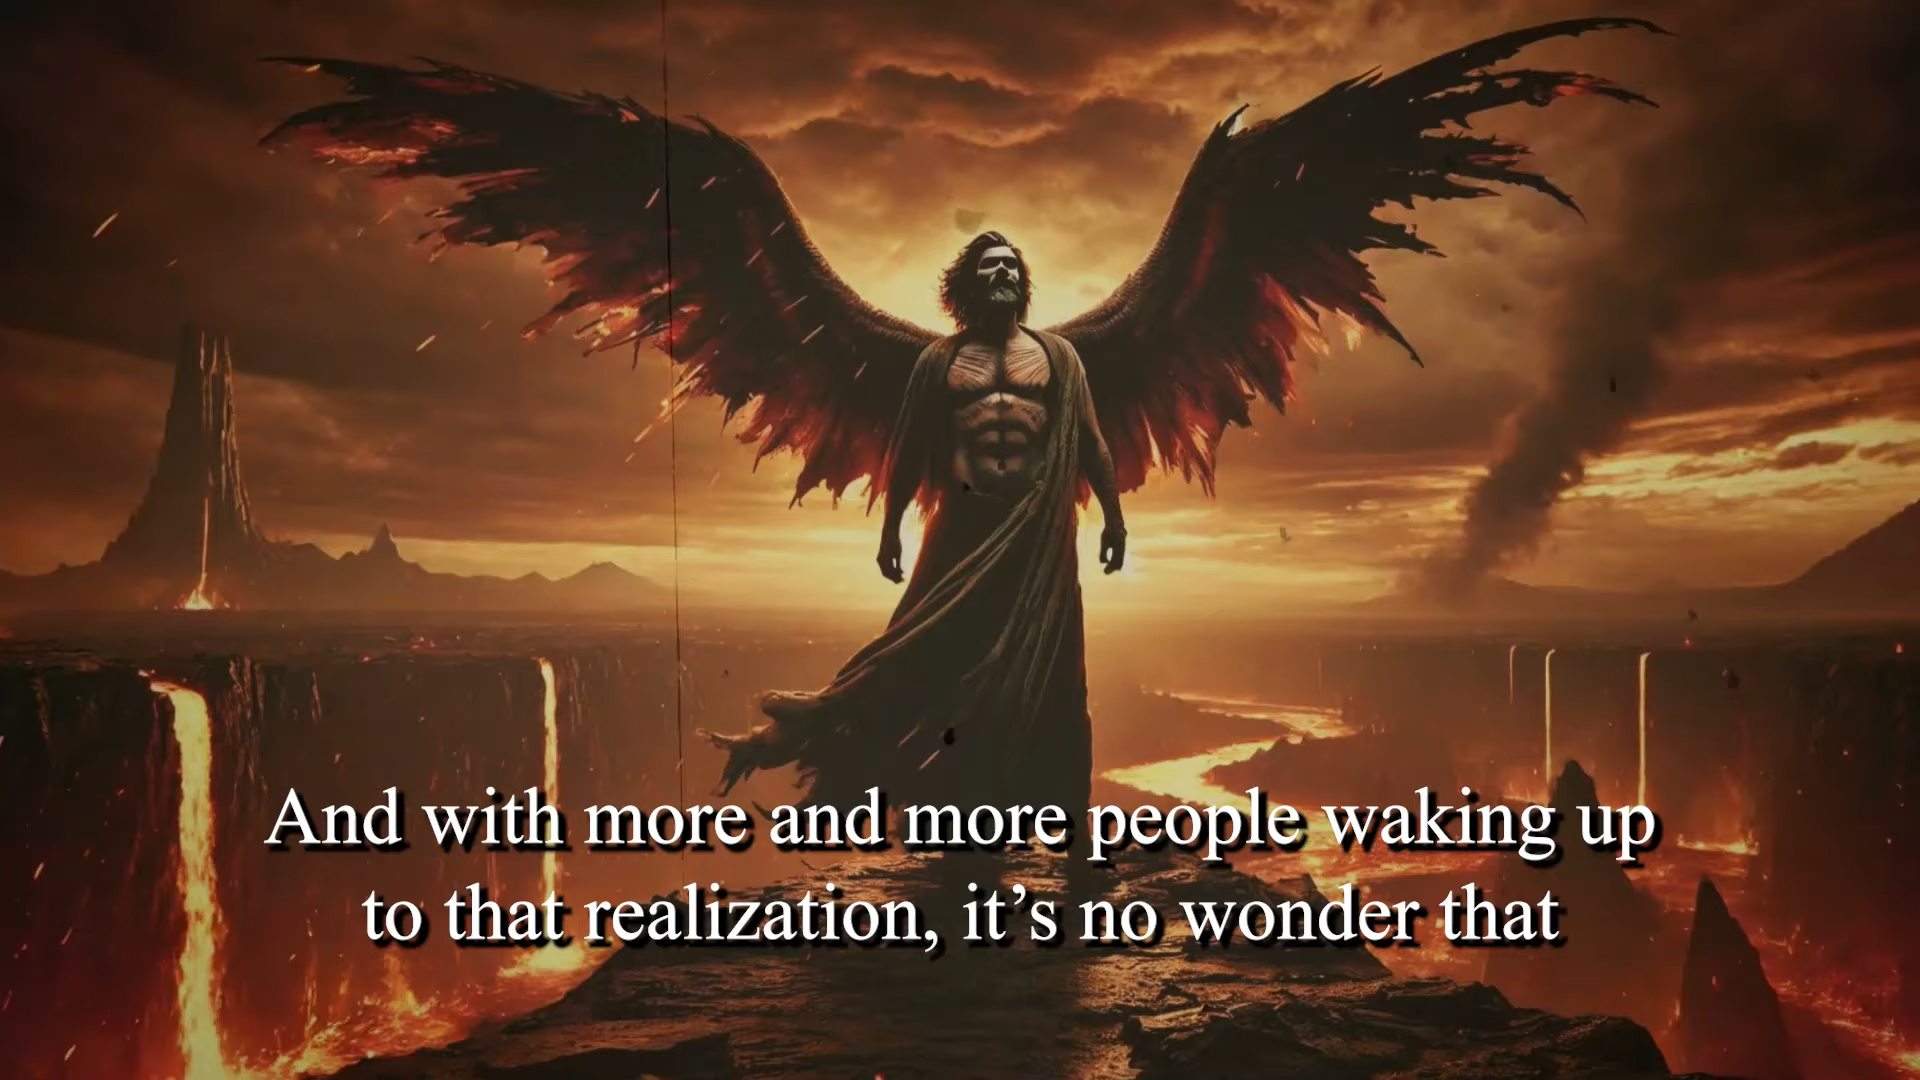 And with more and more people waking up
to that realization, it’s no wonder that